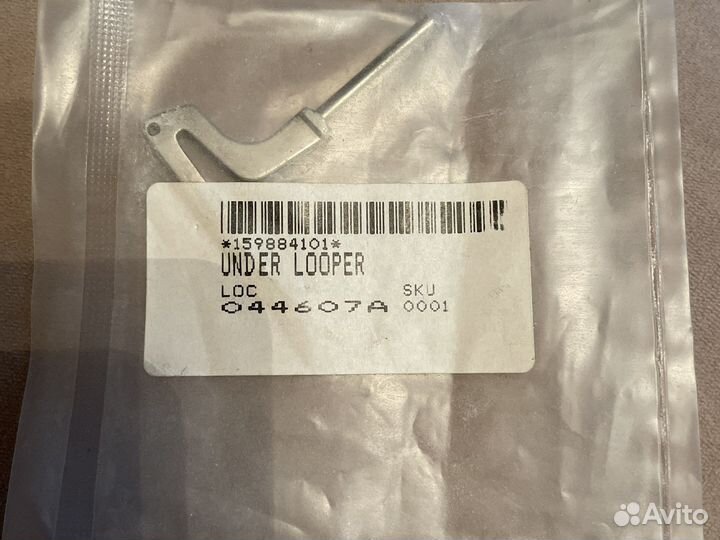 *159884101*
UNDER LOOPER
LOC SKU
044607A 0001
Avito